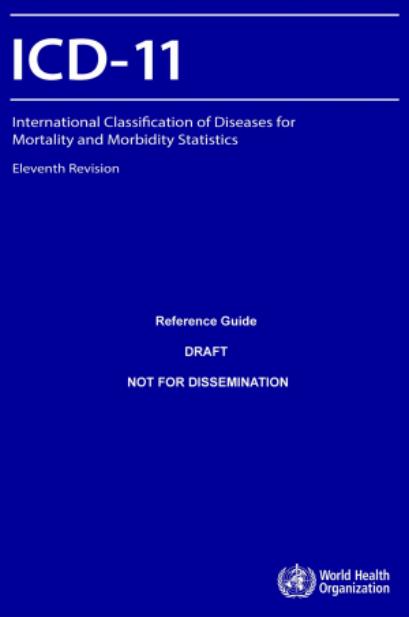 ICD-11
International Classification of Diseases for
Mortality and Morbidity Statistics
Eleventh Revision
Reference Guide
DRAFT
NOT FOR DISSEMINATION
World Health
Organization